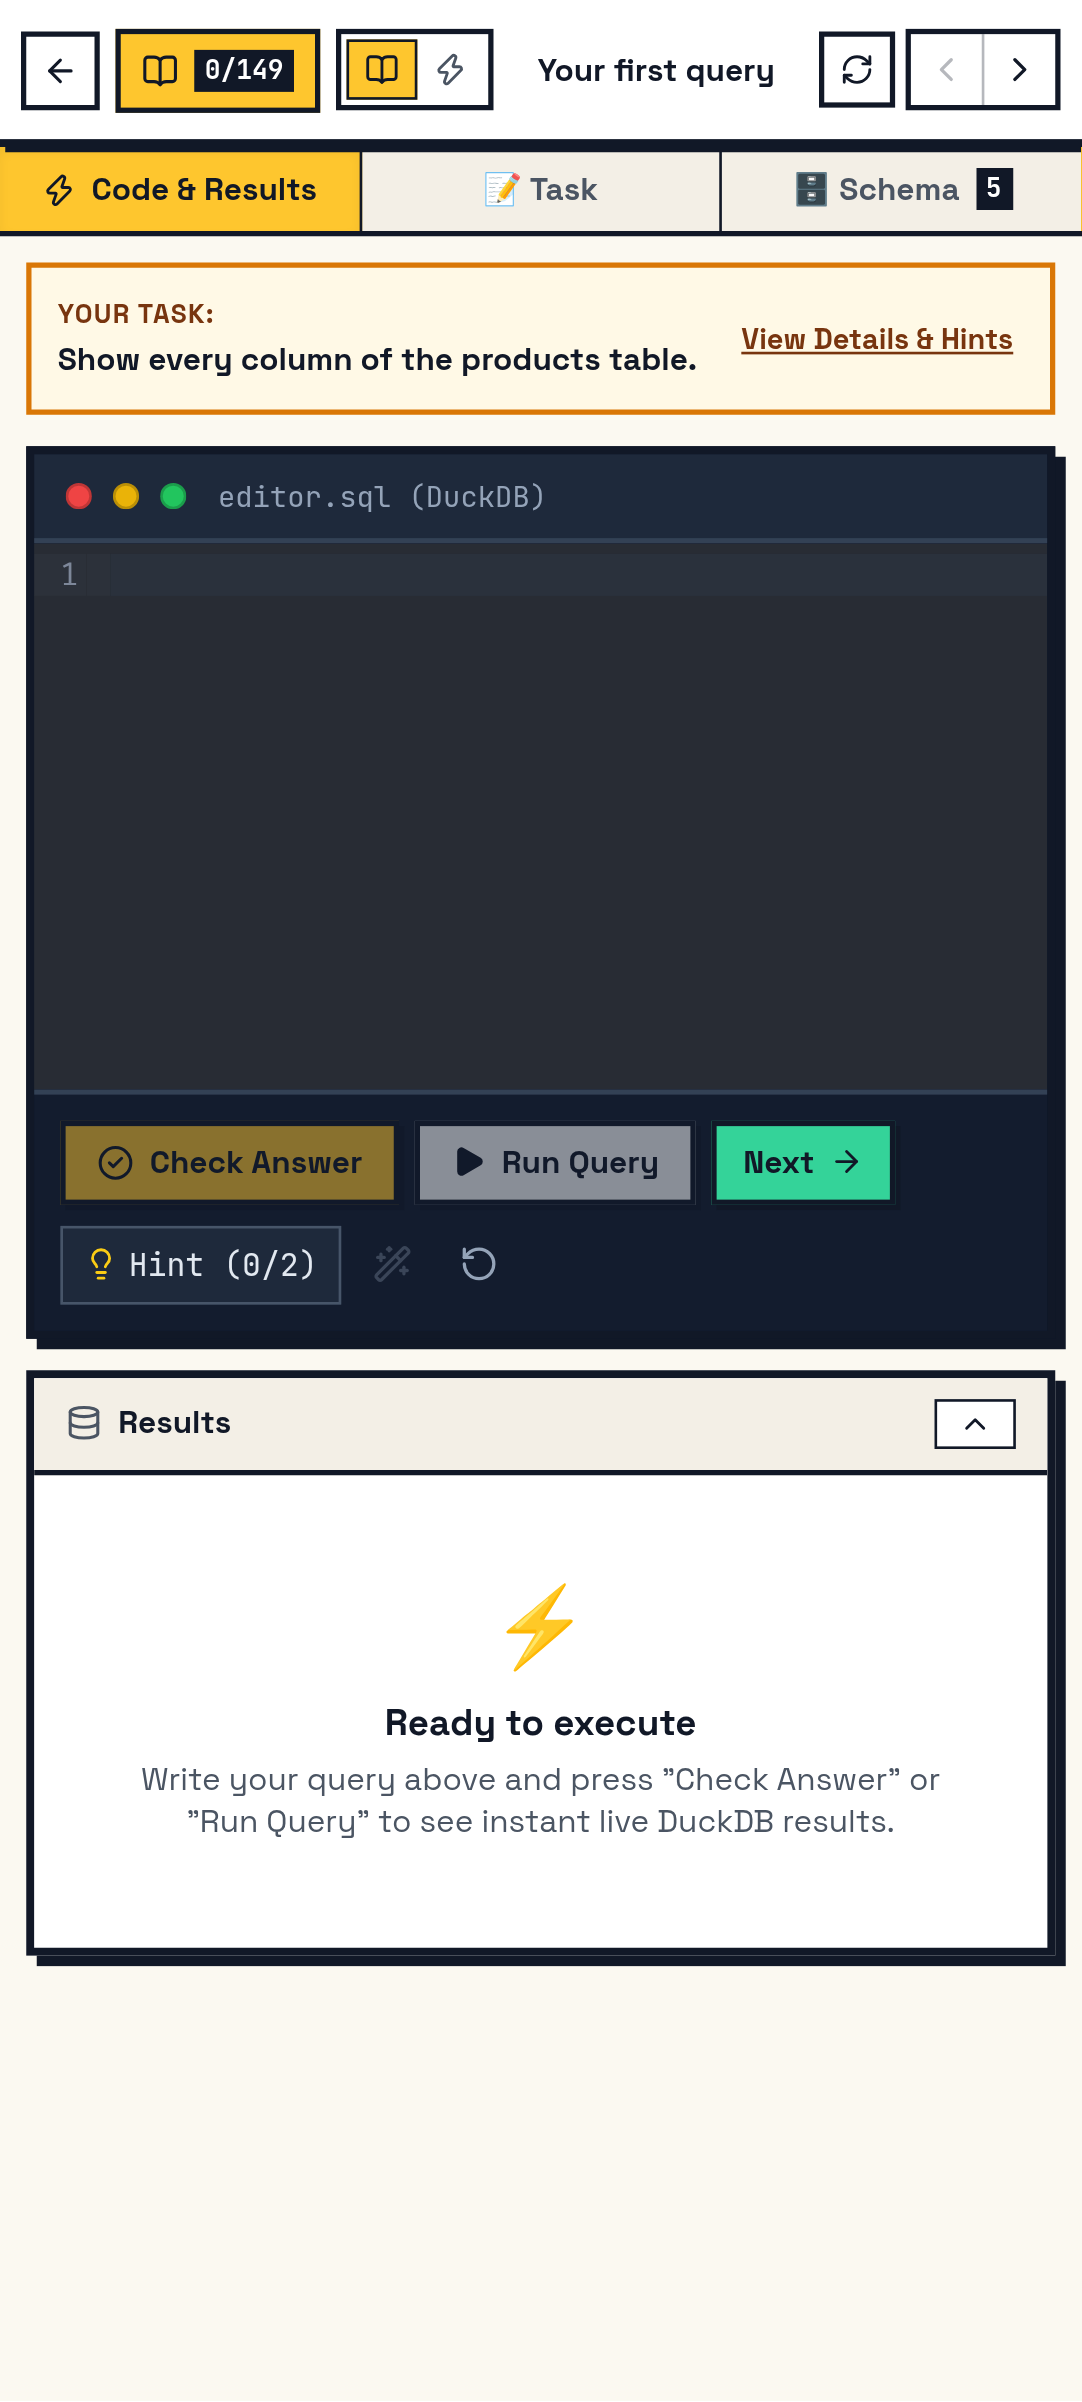 0/149
Your first query
Code & Results
Task
Schema 5
YOUR TASK:
Show every column of the products table.
View Details & Hints
editor.sql (DuckDB)
1
Check Answer
Run Query
Next
Hint (0/2)
Results
Ready to execute
Write your query above and press "Check Answer" or
"Run Query" to see instant live DuckDB results.